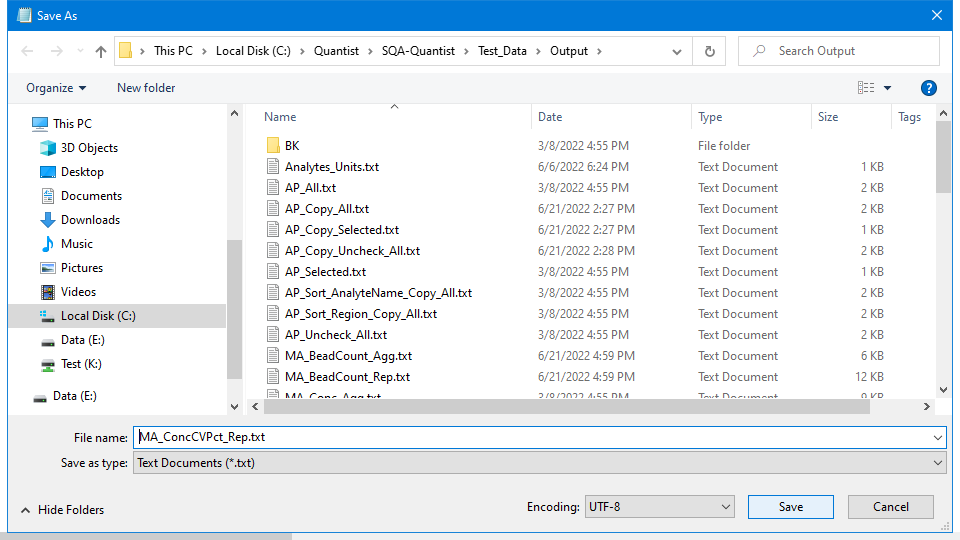 Save As
This PC > Local Disk (C:) > Quantist > SQA-Quantist > Test_Data > Output >
Search Output
Organize
New folder
This PC
3D Objects
Desktop
Documents
Downloads
Music
Pictures
Videos
Local Disk (C:)
Data (E:)
Test (K:)
Data (E:)
Name Date Type Size Tags
BK 3/8/2022 4:55 PM File folder
Analytes_Units.txt 6/6/2022 6:24 PM Text Document 1 KB
AP_All.txt 3/8/2022 4:55 PM Text Document 2 KB
AP_Copy_All.txt 6/21/2022 2:27 PM Text Document 2 KB
AP_Copy_Selected.txt 6/21/2022 2:27 PM Text Document 1 KB
AP_Copy_Uncheck_All.txt 6/21/2022 2:28 PM Text Document 2 KB
AP_Selected.txt 3/8/2022 4:55 PM Text Document 1 KB
AP_Sort_AnalyteName_Copy_All.txt 3/8/2022 4:55 PM Text Document 2 KB
AP_Sort_Region_Copy_All.txt 3/8/2022 4:55 PM Text Document 2 KB
AP_Uncheck_All.txt 3/8/2022 4:55 PM Text Document 2 KB
MA_BeadCount_Agg.txt 6/21/2022 4:59 PM Text Document 6 KB
MA_BeadCount_Rep.txt 6/21/2022 4:59 PM Text Document 12 KB
MA_Conc_Agg.txt 3/8/2022 4:55 PM Text Document 9 KB
File name: MA_ConcCVPct_Rep.txt
Save as type: Text Documents (*.txt)
Hide Folders
Encoding: UTF-8
Save
Cancel